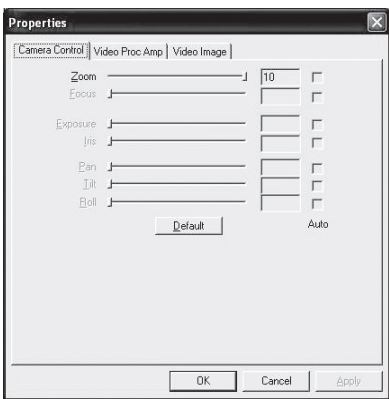 Properties
Camera Control Video Proc Amp Video Image
Zoom 10
Focus
Exposure
Iris
Pan
Tilt
Roll
Default Auto
OK Cancel Apply